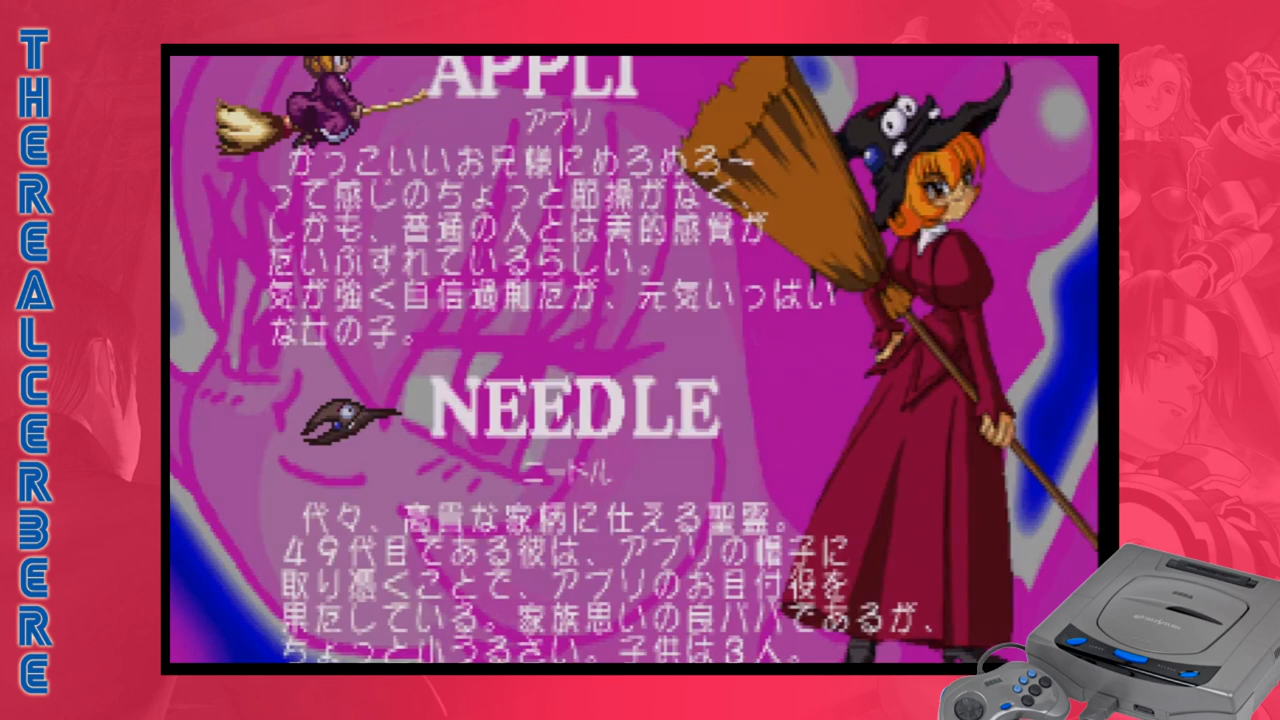 THEREALCERBERE
APPLI
アプリ
かっこいいお兄様にめろめろ〜
って感じのちょっと節操がなく、
しかも、普通の人とは美的感覚が
だいぶずれているらしい。
気が強く自信過剰だが、元気いっぱい
な女の子。
NEEDLE
ニードル
代々、高貴な家柄に仕える聖霊。
49代目である彼は、アプリの帽子に
取り憑くことで、アプリのお目付役を
果たしている。家族思いの良パパであるが、
ちょっと小うるさい。子供は3人。
SEGA
SEGA